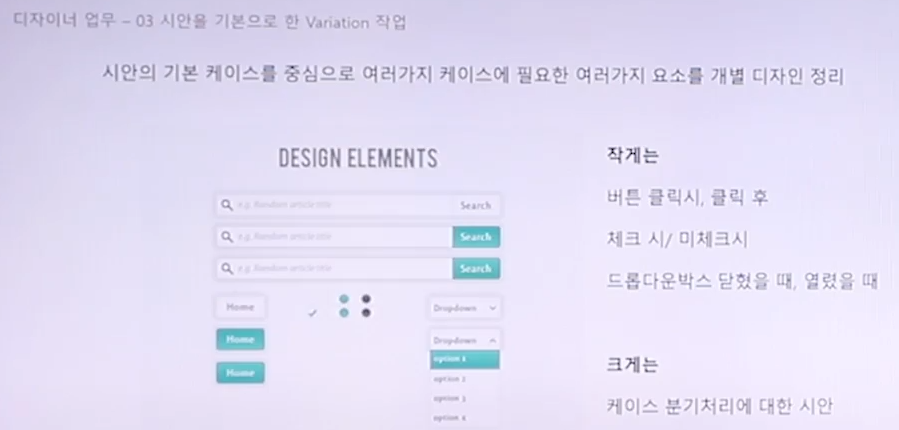 디자이너 업무 – 03 시안을 기본으로 한 Variation 작업
시안의 기본 케이스를 중심으로 여러가지 케이스에 필요한 여러가지 요소를 개별 디자인 정리
DESIGN ELEMENTS
e.g. Random article title Search
e.g. Random article title Search
e.g. Random article title Search
Home
Home
Home
Dropdown
Dropdown
option 1
option 2
option 3
option 4
작게는
버튼 클릭시, 클릭 후
체크 시/ 미체크시
드롭다운박스 닫혔을 때, 열렸을 때
크게는
케이스 분기처리에 대한 시안